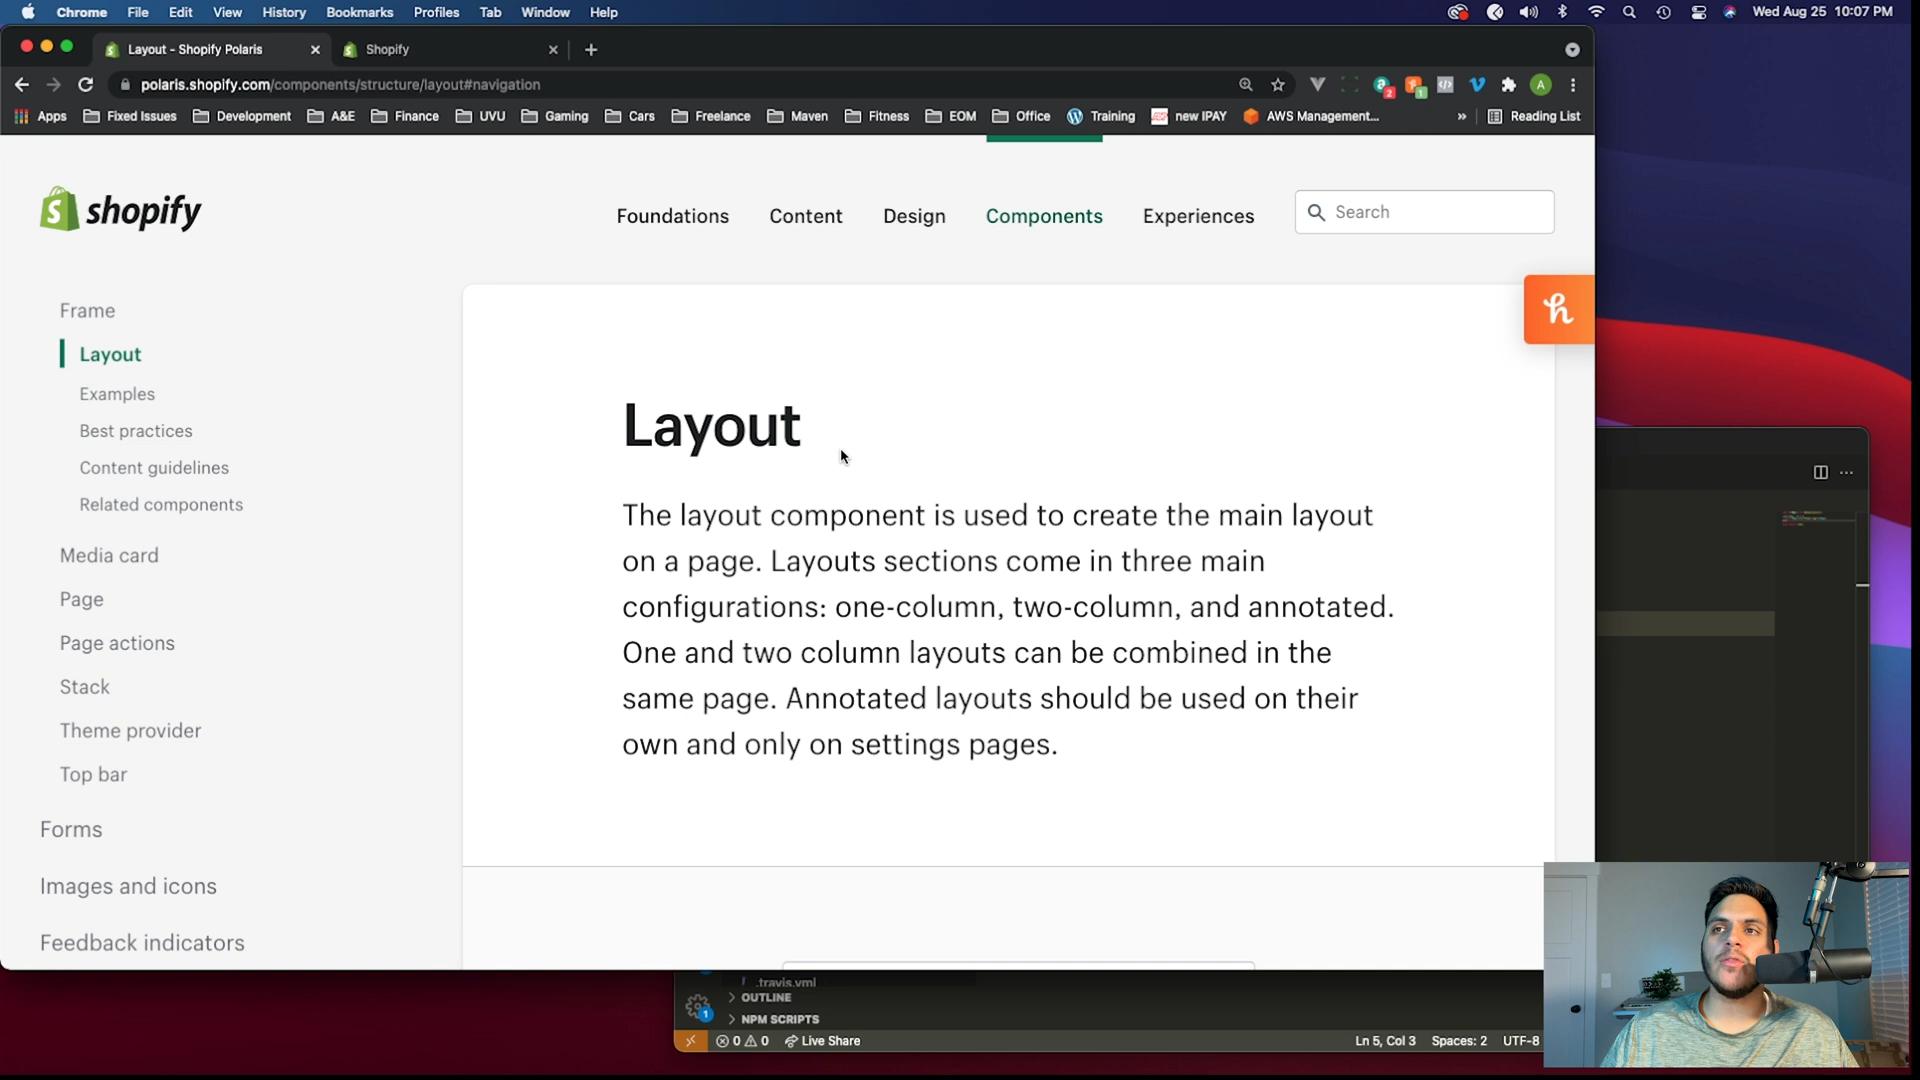 Chrome File Edit View History Bookmarks Profiles Tab Window Help
Wed Aug 25 10:07 PM
Layout - Shopify Polaris
Shopify
polaris.shopify.com/components/structure/layout#navigation
2
1
A
Apps Fixed Issues Development A&E Finance UVU Gaming Cars Freelance Maven Fitness EOM Office Training new IPAY AWS Management... » Reading List
shopify
Foundations Content Design Components Experiences
Search
Frame
Layout
Examples
Best practices
Content guidelines
Related components
Media card
Page
Page actions
Stack
Theme provider
Top bar
Forms
Images and icons
Feedback indicators
Layout
The layout component is used to create the main layout
on a page. Layouts sections come in three main
configurations: one-column, two-column, and annotated.
One and two column layouts can be combined in the
same page. Annotated layouts should be used on their
own and only on settings pages.
.travis.yml
OUTLINE
NPM SCRIPTS
1
0 0 Live Share
Ln 5, Col 3 Spaces: 2 UTF-8